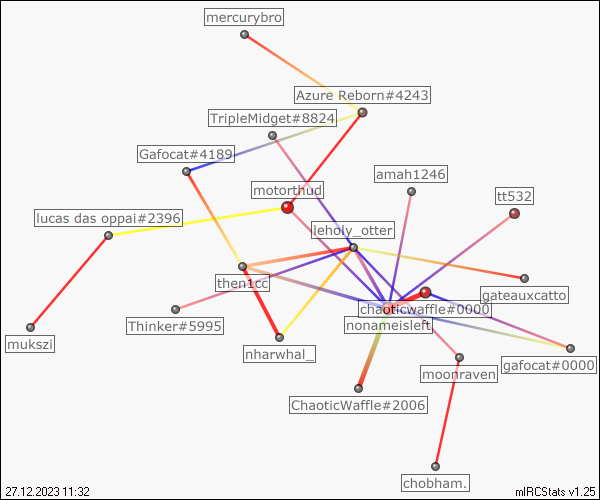 mercurybro
Azure Reborn#4243
TripleMidget#8824
Gafocat#4189
amah1246
motorthud
tt532
lucas das oppai#2396
leholy_otter
then1cc
gateauxcatto
chaoticwaffle#0000
Thinker#5995
nonameisleft
mukszi
nharwhal_
gafocat#0000
moonraven
ChaoticWaffle#2006
chobham.
27.12.2023 11:32
mIRCStats v1.25